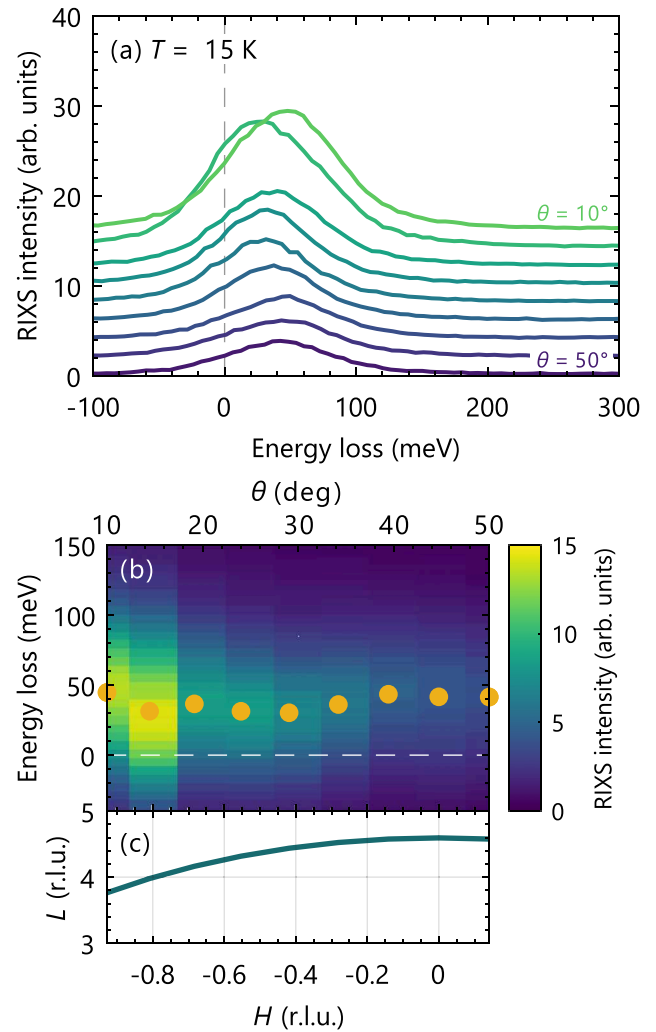 40
(a) T = 15 K
30
20
10
0
RIXS intensity (arb. units)
θ = 10°
θ = 50°
-100 0 100 200 300
Energy loss (meV)
θ (deg)
10 20 30 40 50
150
100
50
0
Energy loss (meV)
(b)
15
10
5
0
RIXS intensity (arb. units)
5
4
3
L (r.l.u.)
(c)
-0.8 -0.6 -0.4 -0.2 0
H (r.l.u.)